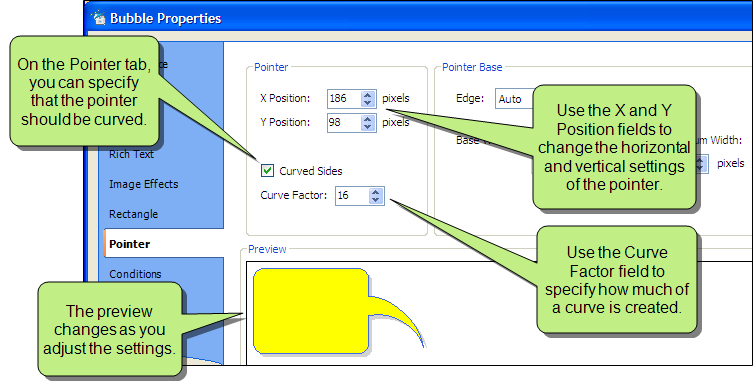 Bubble Properties
On the Pointer tab,
you can specify
that the pointer
should be curved.
Rich Text
Image Effects
Rectangle
Pointer
Conditions
Pointer
X Position: 186 pixels
Y Position: 98 pixels
Curved Sides
Curve Factor: 16
Pointer Base
Edge: Auto
Base
Width:
pixels
Use the X and Y
Position fields to
change the horizontal
and vertical settings
of the pointer.
Preview
Use the Curve
Factor field to
specify how much of
a curve is created.
The preview
changes as you
adjust the settings.